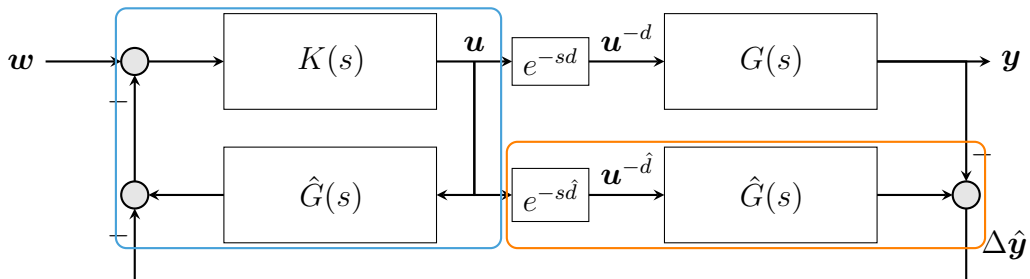 w K(s) u e^{-sd} u^{-d} G(s) y
−
−
Ĝ(s) e^{-sd̂} u^{-d̂} Ĝ(s)
− Δŷ